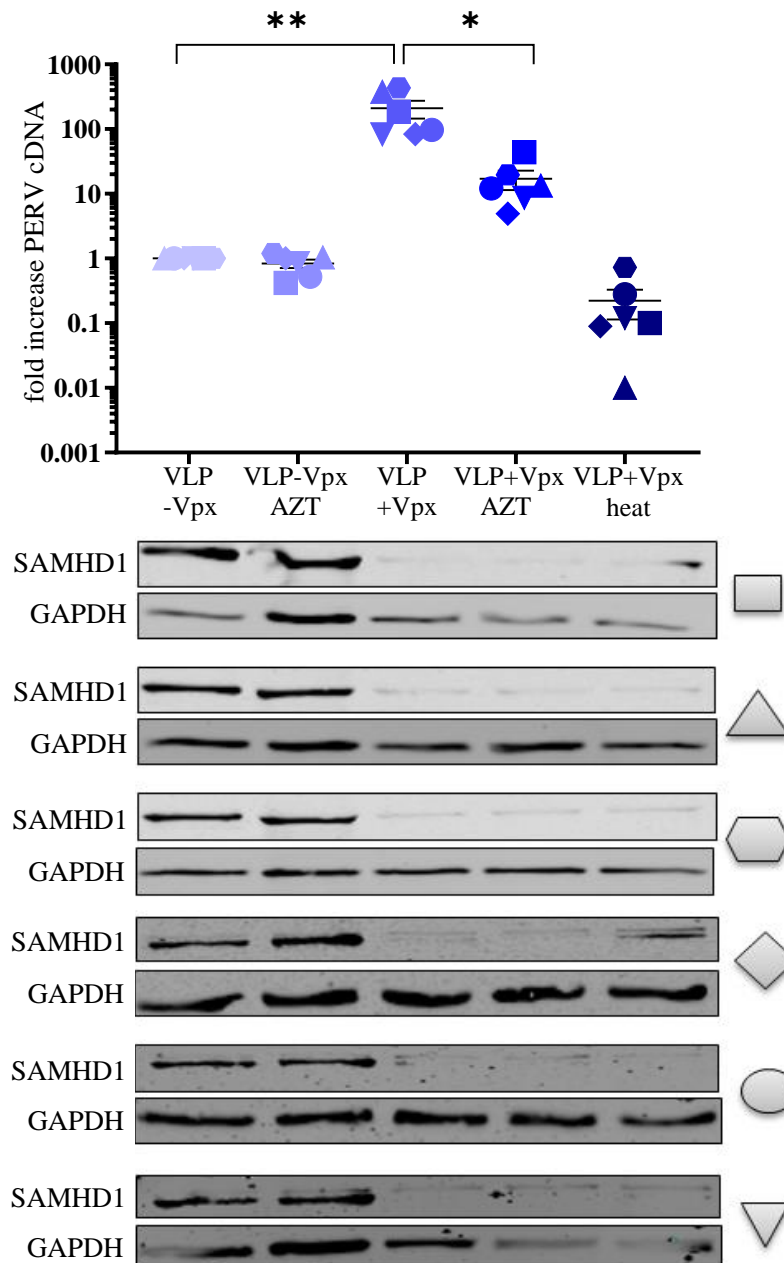 ** *
1000
100
10
1
0.1
0.01
0.001
fold increase PERV cDNA
VLP VLP-Vpx VLP VLP+Vpx VLP+Vpx
-Vpx AZT +Vpx AZT heat
SAMHD1
GAPDH
SAMHD1
GAPDH
SAMHD1
GAPDH
SAMHD1
GAPDH
SAMHD1
GAPDH
SAMHD1
GAPDH